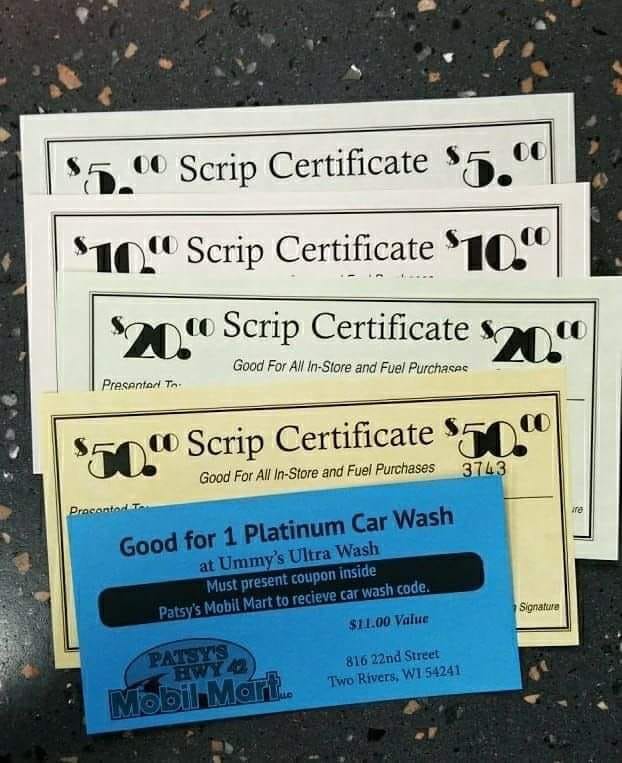 $5.00 Scrip Certificate $5.00
$10.00 Scrip Certificate $10.00
$20.00 Scrip Certificate $20.00
Good For All In-Store and Fuel Purchases
Presented To:
$50.00 Scrip Certificate $50.00
Good For All In-Store and Fuel Purchases 3743
Presented To:
Signature
Good for 1 Platinum Car Wash
at Ummy's Ultra Wash
Must present coupon inside
Patsy's Mobil Mart to recieve car wash code.
$11.00 Value
PATSY'S
HWY 42
Mobil Mart LLC
816 22nd Street
Two Rivers, WI 54241